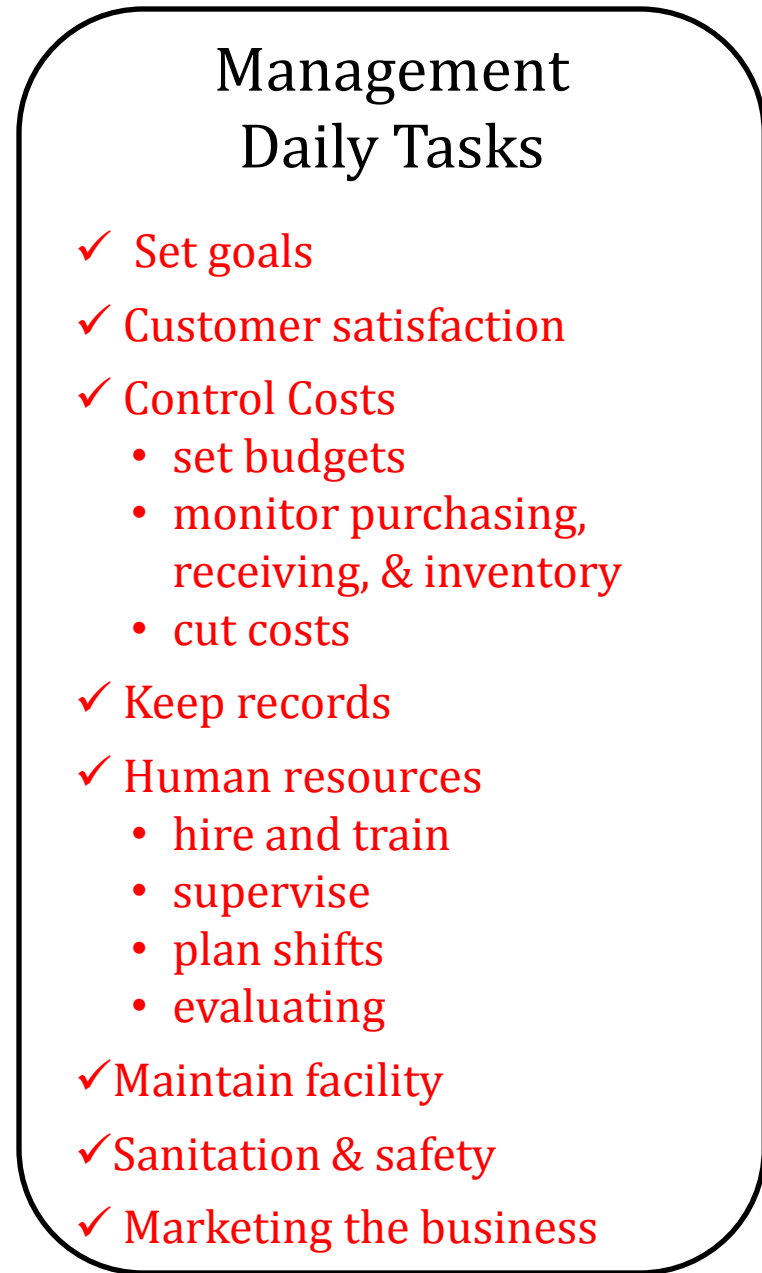 Management
Daily Tasks
✓ Set goals
✓ Customer satisfaction
✓ Control Costs
• set budgets
• monitor purchasing,
receiving, & inventory
• cut costs
✓ Keep records
✓ Human resources
• hire and train
• supervise
• plan shifts
• evaluating
✓Maintain facility
✓Sanitation & safety
✓ Marketing the business